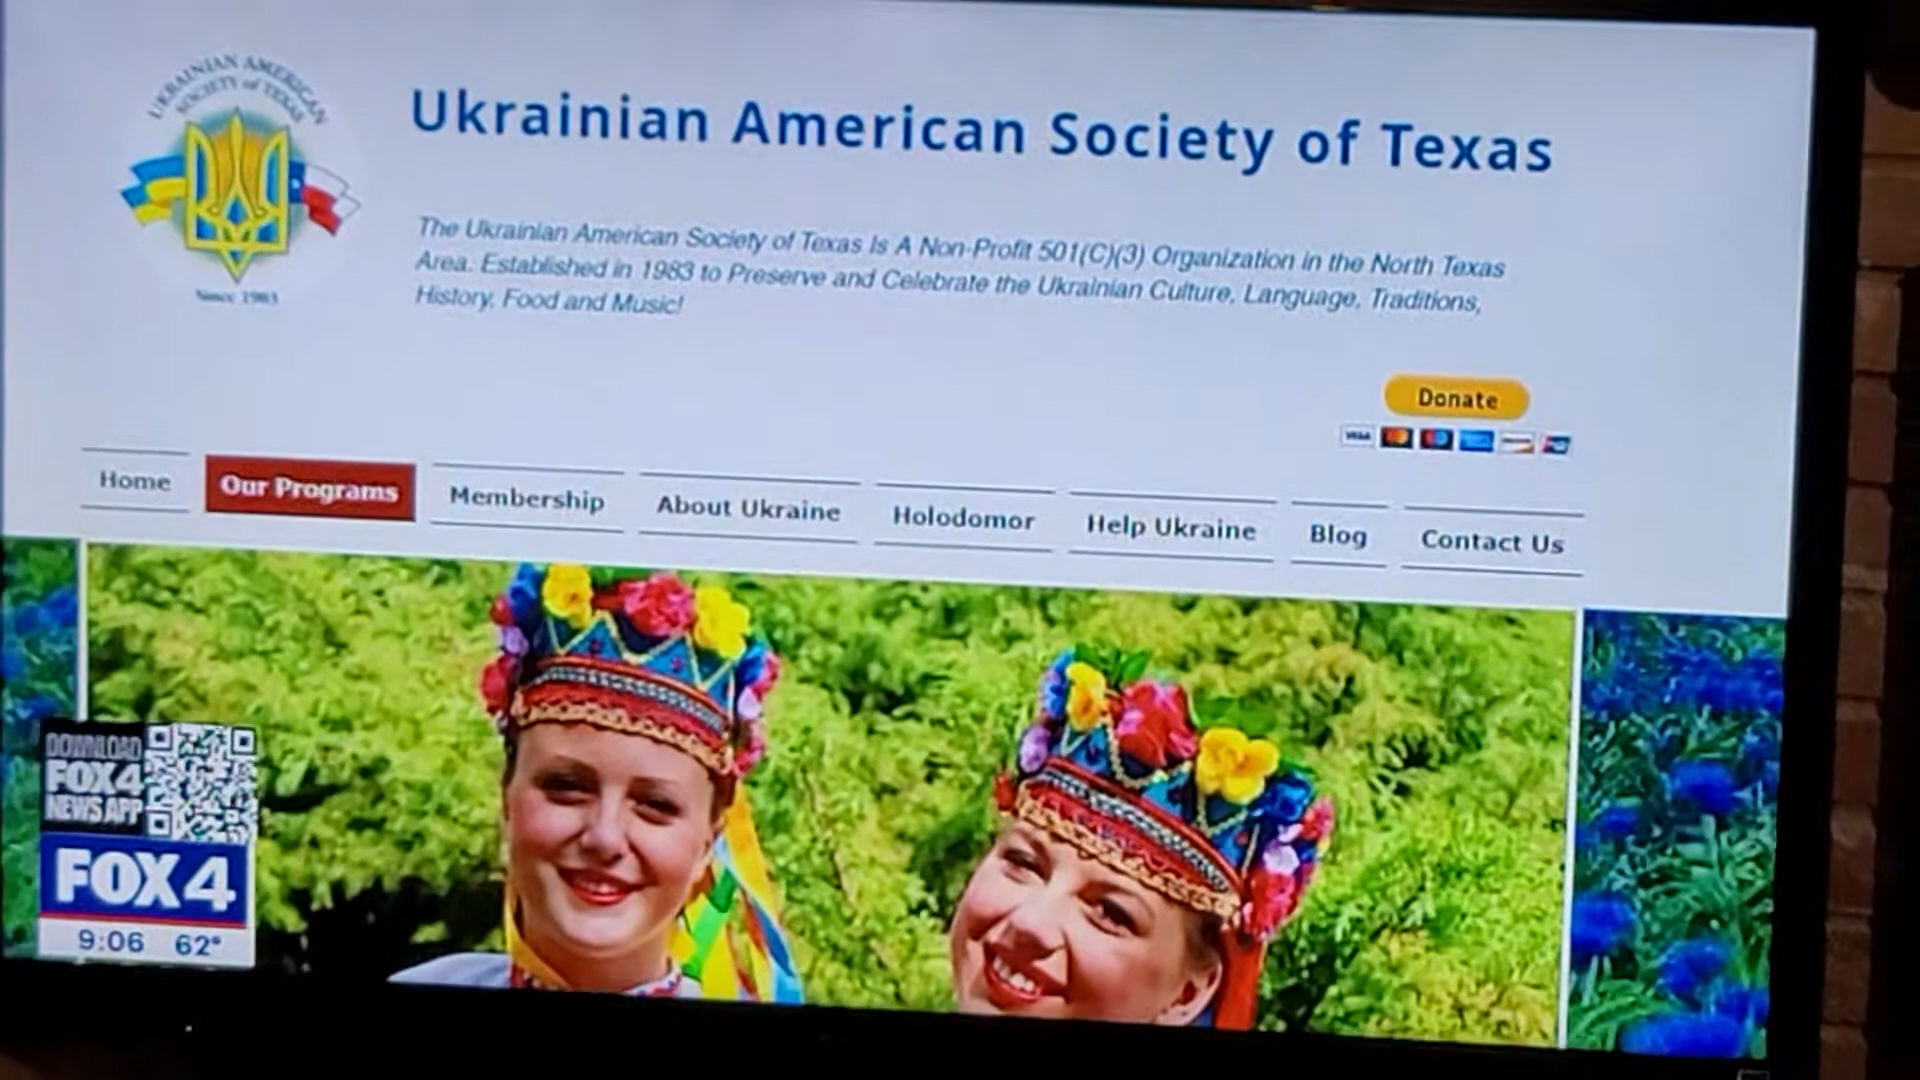 UKRAINIAN AMERICAN
SOCIETY of TEXAS
Since 1983
Ukrainian American Society of Texas
The Ukrainian American Society of Texas Is A Non-Profit 501(C)(3) Organization in the North Texas
Area. Established in 1983 to Preserve and Celebrate the Ukrainian Culture, Language, Traditions,
History, Food and Music!
Donate
VISA
Home
Our Programs
Membership
About Ukraine
Holodomor
Help Ukraine
Blog
Contact Us
DOWNLOAD
FOX4
NEWS APP
FOX 4
9:06 62°